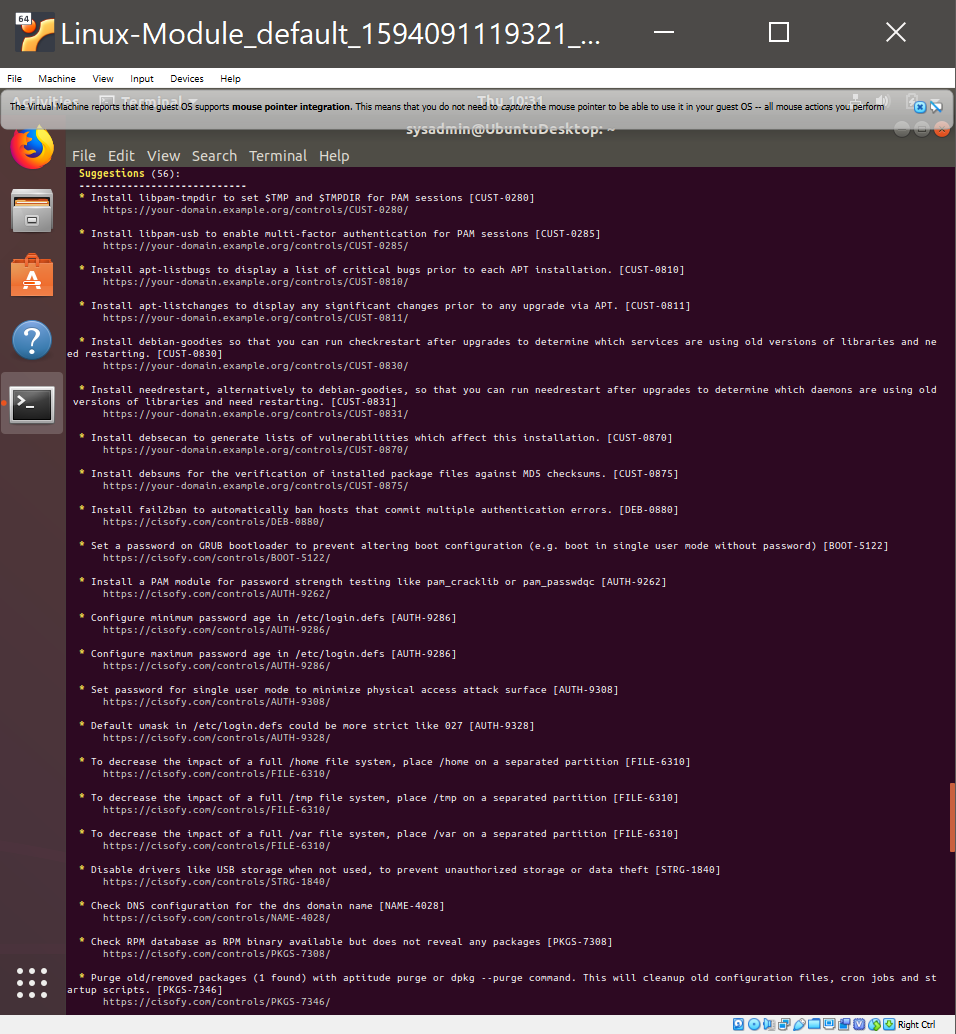 64
Linux-Module_default_1594091119321_...
File Machine View Input Devices Help
The Virtual Machine reports that the guest OS supports mouse pointer integration. This means that you do not need to capture the mouse pointer to be able to use it in your guest OS -- all mouse actions you perform
Activities Terminal Thu 10:31
sysadmin@UbuntuDesktop: ~
File Edit View Search Terminal Help
Suggestions (56):
----------------------------
* Install libpam-tmpdir to set $TMP and $TMPDIR for PAM sessions [CUST-0280]
https://your-domain.example.org/controls/CUST-0280/
* Install libpam-usb to enable multi-factor authentication for PAM sessions [CUST-0285]
https://your-domain.example.org/controls/CUST-0285/
* Install apt-listbugs to display a list of critical bugs prior to each APT installation. [CUST-0810]
https://your-domain.example.org/controls/CUST-0810/
* Install apt-listchanges to display any significant changes prior to any upgrade via APT. [CUST-0811]
https://your-domain.example.org/controls/CUST-0811/
* Install debian-goodies so that you can run checkrestart after upgrades to determine which services are using old versions of libraries and ne
ed restarting. [CUST-0830]
https://your-domain.example.org/controls/CUST-0830/
* Install needrestart, alternatively to debian-goodies, so that you can run needrestart after upgrades to determine which daemons are using old
versions of libraries and need restarting. [CUST-0831]
https://your-domain.example.org/controls/CUST-0831/
* Install debsecan to generate lists of vulnerabilities which affect this installation. [CUST-0870]
https://your-domain.example.org/controls/CUST-0870/
* Install debsums for the verification of installed package files against MD5 checksums. [CUST-0875]
https://your-domain.example.org/controls/CUST-0875/
* Install fail2ban to automatically ban hosts that commit multiple authentication errors. [DEB-0880]
https://cisofy.com/controls/DEB-0880/
* Set a password on GRUB bootloader to prevent altering boot configuration (e.g. boot in single user mode without password) [BOOT-5122]
https://cisofy.com/controls/BOOT-5122/
* Install a PAM module for password strength testing like pam_cracklib or pam_passwdqc [AUTH-9262]
https://cisofy.com/controls/AUTH-9262/
* Configure minimum password age in /etc/login.defs [AUTH-9286]
https://cisofy.com/controls/AUTH-9286/
* Configure maximum password age in /etc/login.defs [AUTH-9286]
https://cisofy.com/controls/AUTH-9286/
* Set password for single user mode to minimize physical access attack surface [AUTH-9308]
https://cisofy.com/controls/AUTH-9308/
* Default umask in /etc/login.defs could be more strict like 027 [AUTH-9328]
https://cisofy.com/controls/AUTH-9328/
* To decrease the impact of a full /home file system, place /home on a separated partition [FILE-6310]
https://cisofy.com/controls/FILE-6310/
* To decrease the impact of a full /tmp file system, place /tmp on a separated partition [FILE-6310]
https://cisofy.com/controls/FILE-6310/
* To decrease the impact of a full /var file system, place /var on a separated partition [FILE-6310]
https://cisofy.com/controls/FILE-6310/
* Disable drivers like USB storage when not used, to prevent unauthorized storage or data theft [STRG-1840]
https://cisofy.com/controls/STRG-1840/
* Check DNS configuration for the dns domain name [NAME-4028]
https://cisofy.com/controls/NAME-4028/
* Check RPM database as RPM binary available but does not reveal any packages [PKGS-7308]
https://cisofy.com/controls/PKGS-7308/
* Purge old/removed packages (1 found) with aptitude purge or dpkg --purge command. This will cleanup old configuration files, cron jobs and st
artup scripts. [PKGS-7346]
https://cisofy.com/controls/PKGS-7346/
Right Ctrl